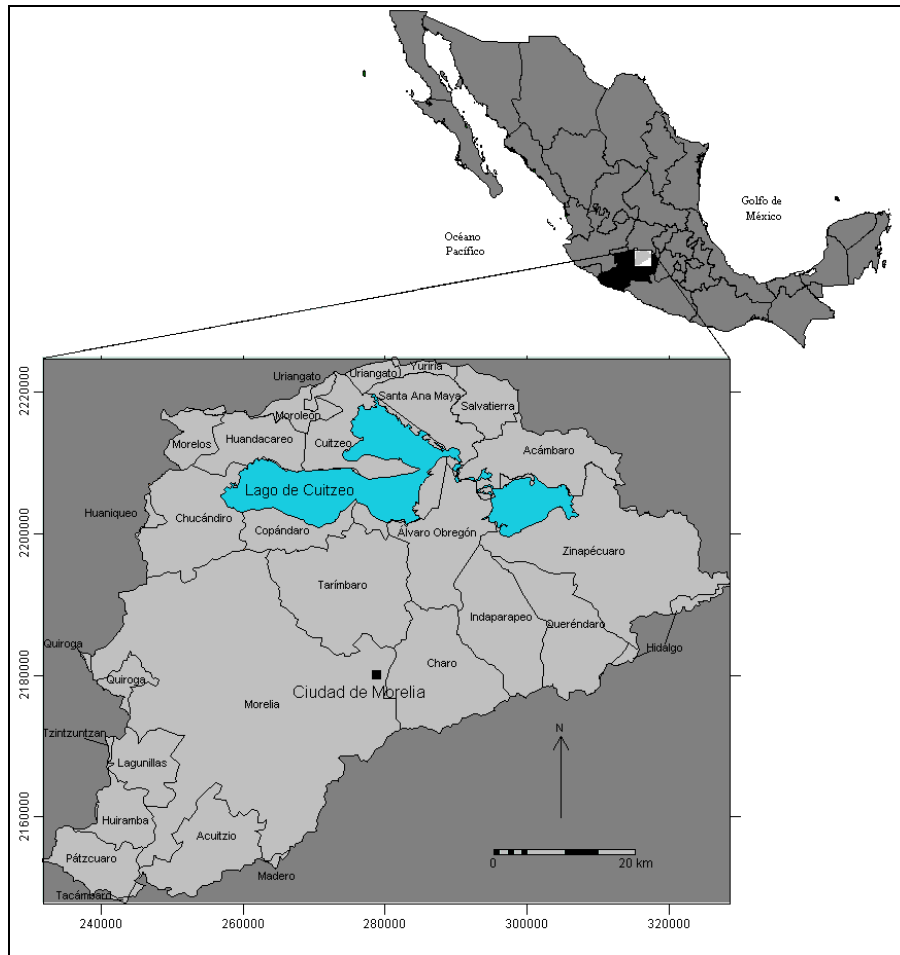 Golfo de
México
Océano
Pacífico
2220000
2200000
2180000
2160000
Yuriria
Uriangato
Uriangato
Santa Ana Maya
Salvatierra
Moroleón
Morelos
Huandacareo
Cuitzeo
Acámbaro
Lago de Cuitzeo
Huaniqueo
Chucándiro
Copándaro
Álvaro Obregón
Zinapécuaro
Tarímbaro
Indaparapeo
Queréndaro
Quiroga
Hidalgo
Charo
Quiroga
Ciudad de Morelia
Morelia
Tzintzuntzan
N
Lagunillas
Huiramba
Acuitzio
Pátzcuaro
0
20 km
Madero
Tacámbaro
240000
260000
280000
300000
320000